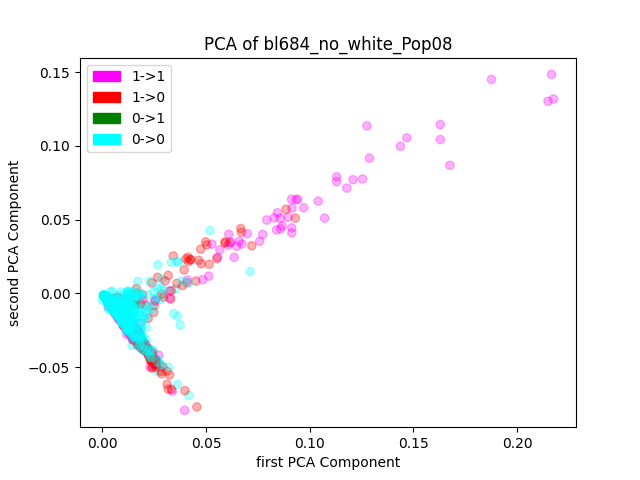 PCA of bl684_no_white_Pop08
1->1
1->0
0->1
0->0
second PCA Component
0.15
0.10
0.05
0.00
−0.05
0.00 0.05 0.10 0.15 0.20
first PCA Component